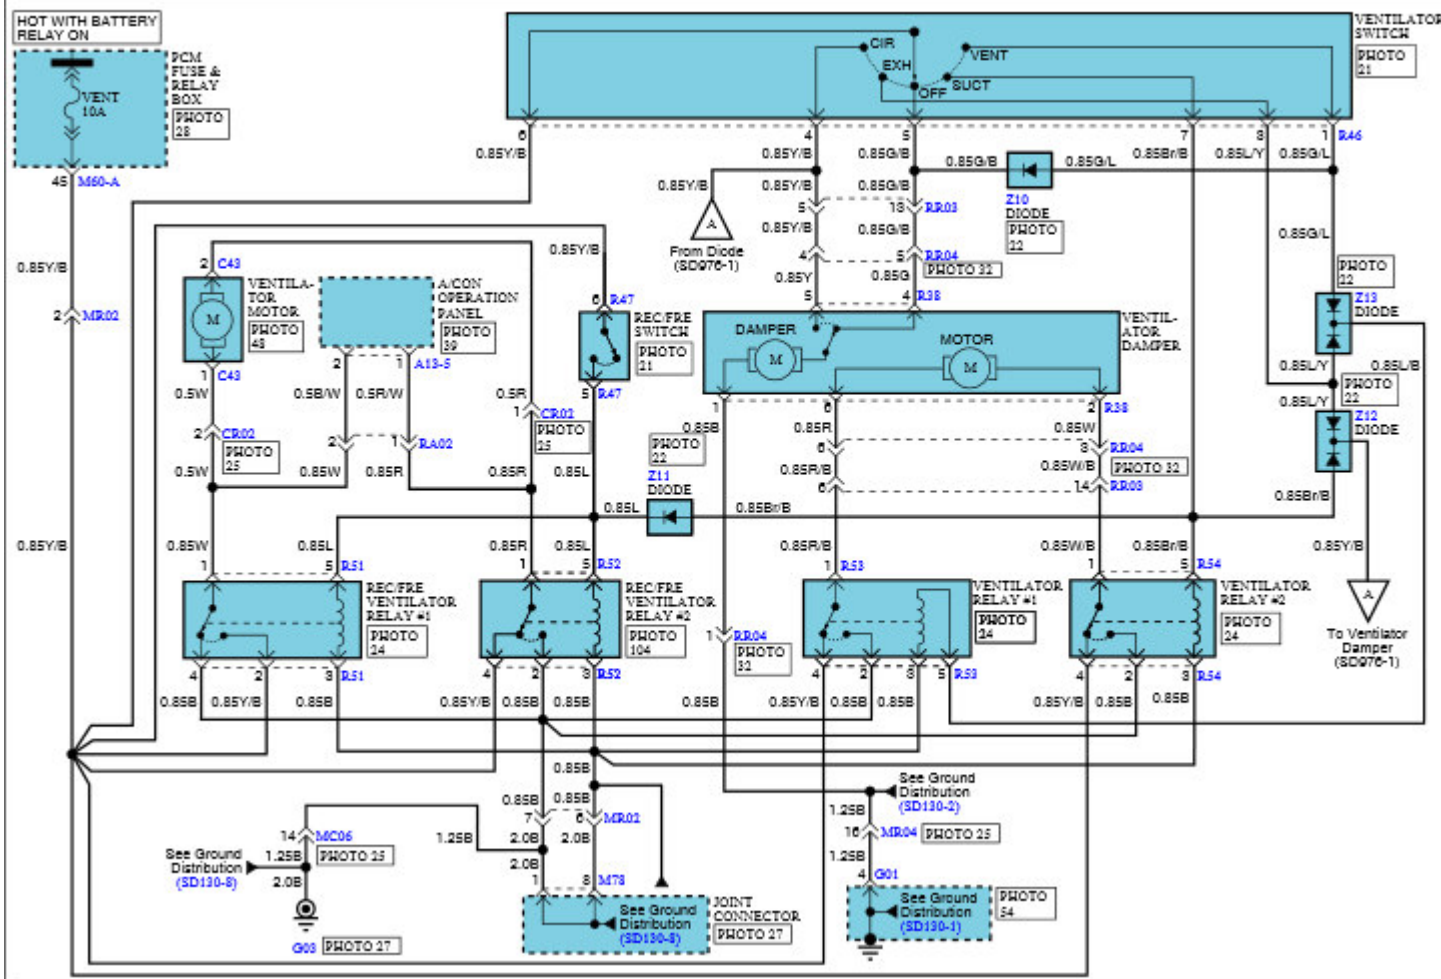 HOT WITH BATTERY
RELAY ON
PCM
FUSE &
RELAY
BOX
PHOTO
28
VENT
10A
45
M60-A
0.85Y/B
2
MR02
0.85Y/B
VENTILATOR
SWITCH
PHOTO
21
CIR
EXH
OFF
SUCT
VENT
6
4
5
7
3
1
R46
0.85Y/B
0.85Y/B
0.85G/B
0.85Br/B
0.85L/Y
0.85G/L
0.85G/B
0.85G/L
Z10
DIODE
PHOTO
22
0.85Y/B
A
From Diode
(SD976-1)
0.85Y/B
0.85G/B
5
13
RR03
0.85Y/B
0.85G/B
4
5
RR04
PHOTO 32
0.85Y
0.85G
5
4
R38
0.85G/L
PHOTO
22
Z13
DIODE
0.85L/Y
0.85L/B
PHOTO
22
0.85L/Y
Z12
DIODE
0.85Br/B
0.85Y/B
A
To Ventilator
Damper
(SD976-1)
2
C43
VENTILA-
TOR
MOTOR
PHOTO
48
M
1
C43
0.5W
2
CR02
PHOTO
25
0.5W
A/CON
OPERATION
PANEL
PHOTO
39
2
1
A13-5
0.5B/W
0.5R/W
2
1
RA02
0.85W
0.85R
0.5R
1
CR02
PHOTO
25
0.85R
0.85Y/B
6
R47
REC/FRE
SWITCH
PHOTO
21
5
R47
0.85L
DAMPER
M
MOTOR
M
VENTIL-
ATOR
DAMPER
1
6
2
R38
0.85B
0.85R
0.85W
6
3
RR04
PHOTO 32
0.85R/B
0.85W/B
6
14
RR03
PHOTO
22
Z11
DIODE
0.85L
0.85Br/B
0.85W
0.85L
0.85R
0.85L
0.85R/B
0.85W/B
0.85Br/B
1
5
R51
REC/FRE
VENTILATOR
RELAY #1
PHOTO
24
4
2
3
R51
0.85B
0.85Y/B
0.85B
1
5
R52
REC/FRE
VENTILATOR
RELAY #2
PHOTO
104
4
2
3
R52
0.85Y/B
0.85B
0.85B
1
RR04
PHOTO
32
0.85B
1
R53
VENTILATOR
RELAY #1
PHOTO
24
4
2
3
5
R53
0.85Y/B
0.85B
0.85B
1
5
R54
VENTILATOR
RELAY #2
PHOTO
24
4
2
3
R54
0.85Y/B
0.85B
0.85B
0.85B
0.85B
0.85B
7
6
MR02
2.0B
2.0B
2.0B
1.25B
1
8
M78
See Ground
Distribution
(SD130-8)
JOINT
CONNECTOR
PHOTO 27
14
MC06
PHOTO 25
1.25B
See Ground
Distribution
(SD130-8)
2.0B
G03
PHOTO 27
See Ground
Distribution
(SD130-2)
1.25B
16
MR04
PHOTO 25
1.25B
4
G01
See Ground
Distribution
(SD130-1)
PHOTO
54